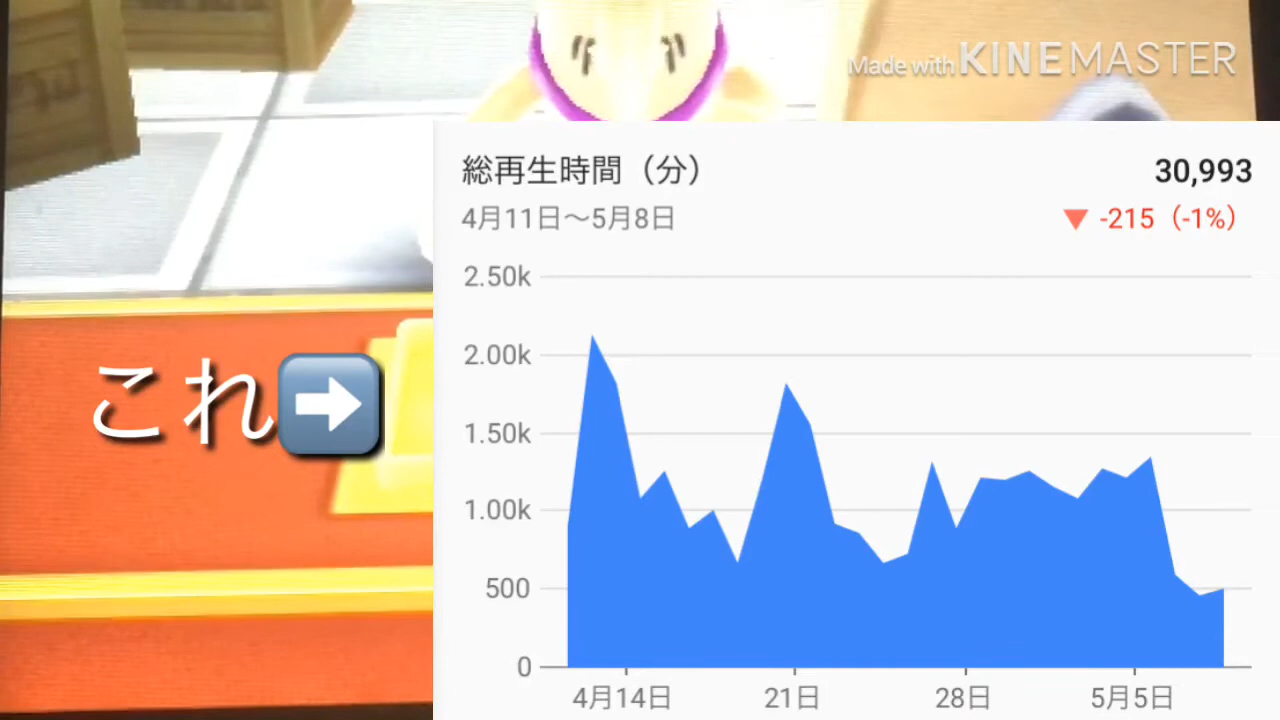 Made with KINEMASTER
総再生時間（分） 30,993
4月11日～5月8日 ▼ -215（-1%）
2.50k
2.00k
これ➡
1.50k
1.00k
500
0
4月14日 21日 28日 5月5日